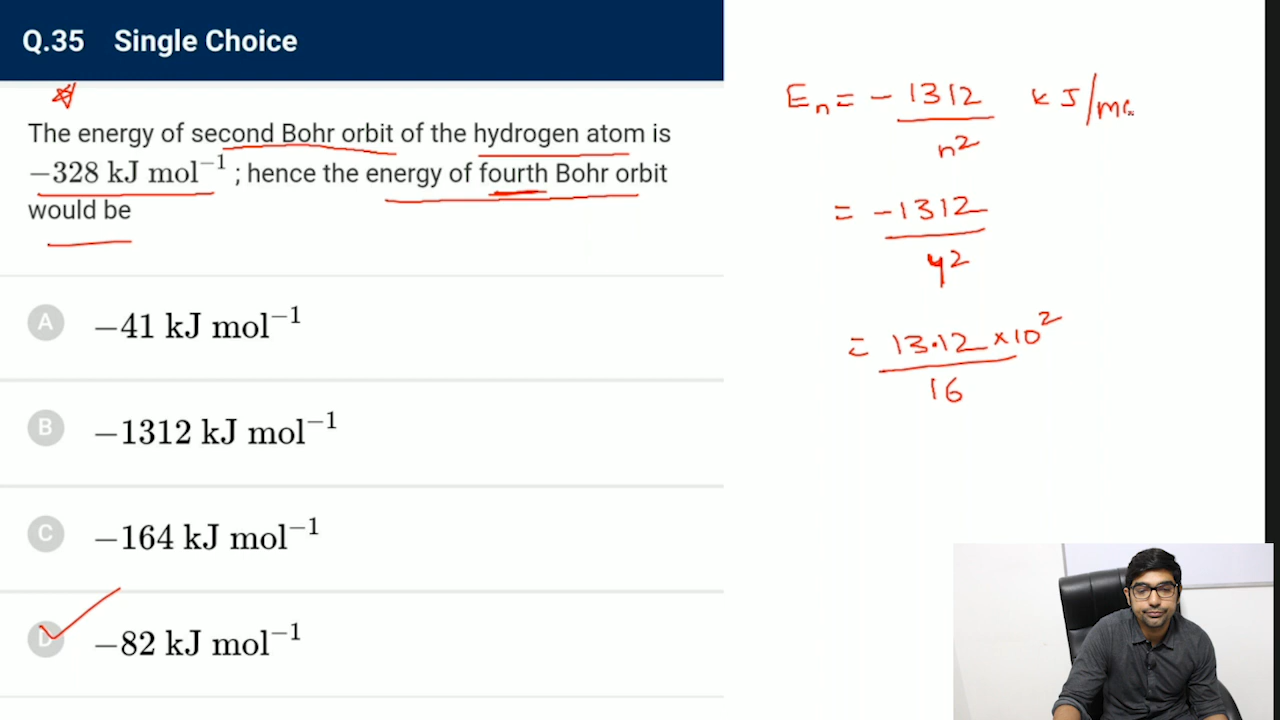 Q.35 Single Choice
The energy of second Bohr orbit of the hydrogen atom is
−328 kJ mol⁻¹ ; hence the energy of fourth Bohr orbit
would be
A −41 kJ mol⁻¹
B −1312 kJ mol⁻¹
C −164 kJ mol⁻¹
D −82 kJ mol⁻¹
Eₙ = −1312 kJ/mo
n²
= −1312
4²
= 13.12 × 10²
16